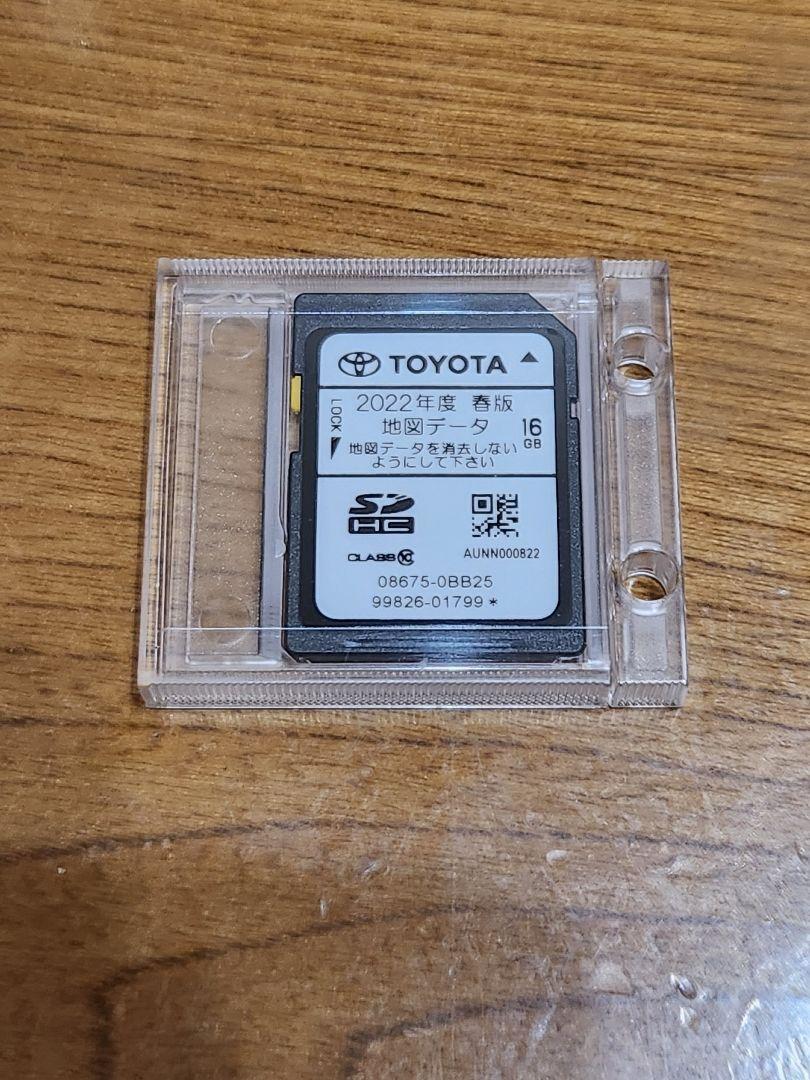 TOYOTA
2022年度 春版
地図データ
16
GB
LOCK
地図データを消去しない
ようにして下さい
SD
HC
CLASS 10
AUNN000822
08675-0BB25
99826-01799*